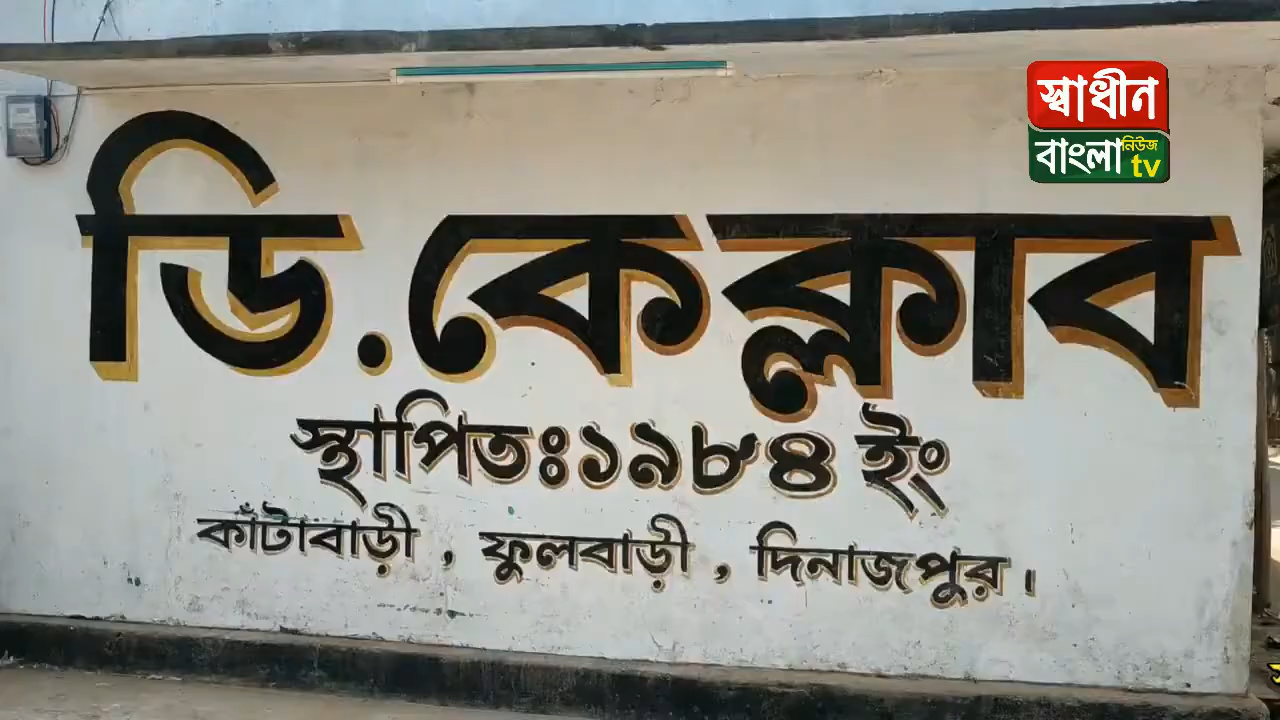 স্বাধীন
বাংলা নিউজ tv
ডি.কে ক্লাব
স্থাপিতঃ১৯৮৪ ইং
কাঁটাবাড়ী , ফুলবাড়ী , দিনাজপুর।